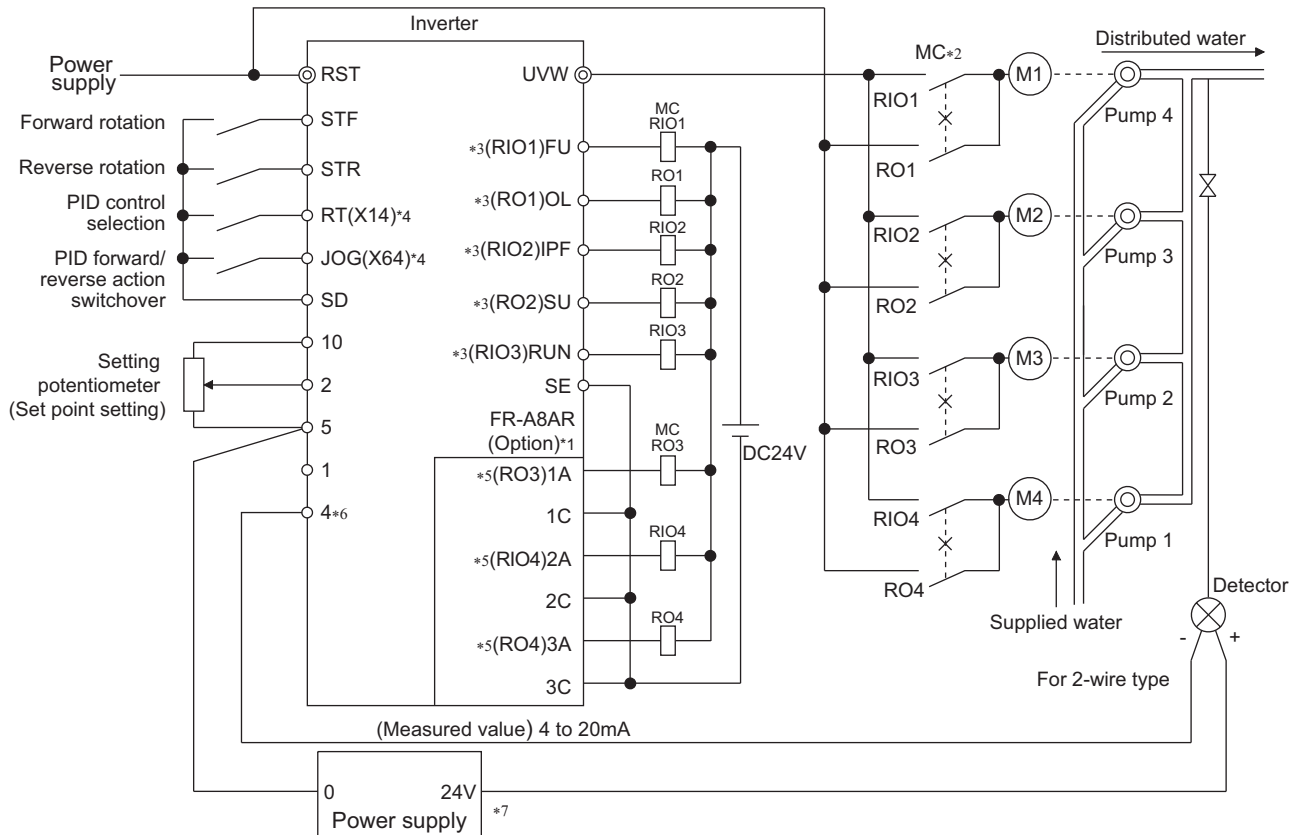 Inverter
Power
supply
RST
Forward rotation
STF
Reverse rotation
STR
PID control
selection
RT(X14)*4
PID forward/
reverse action
switchover
JOG(X64)*4
SD
10
Setting
potentiometer
(Set point setting)
2
5
1
4*6
UVW
*3(RIO1)FU
*3(RO1)OL
*3(RIO2)IPF
*3(RO2)SU
*3(RIO3)RUN
SE
FR-A8AR
(Option)*1
*5(RO3)1A
1C
*5(RIO4)2A
2C
*5(RO4)3A
3C
MC
RIO1
RO1
RIO2
RO2
RIO3
MC
RO3
RIO4
RO4
DC24V
MC*2
RIO1
RO1
M1
Pump 4
RIO2
RO2
M2
Pump 3
RIO3
RO3
M3
Pump 2
RIO4
RO4
M4
Pump 1
Distributed water
Supplied water
Detector
-
+
For 2-wire type
(Measured value) 4 to 20mA
0
24V
*7
Power supply